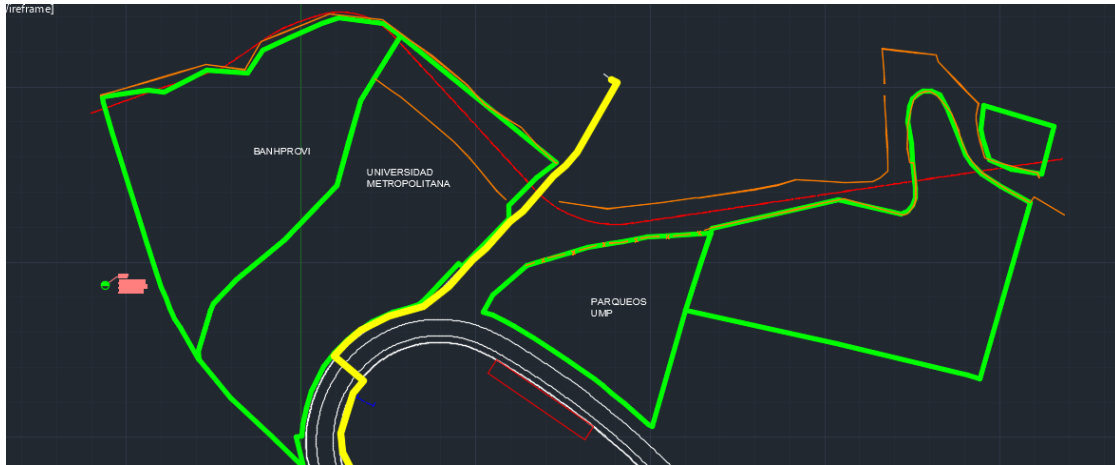 Wireframe]
BANHPROVI
UNIVERSIDAD
METROPOLITANA
PARQUEOS
UMP